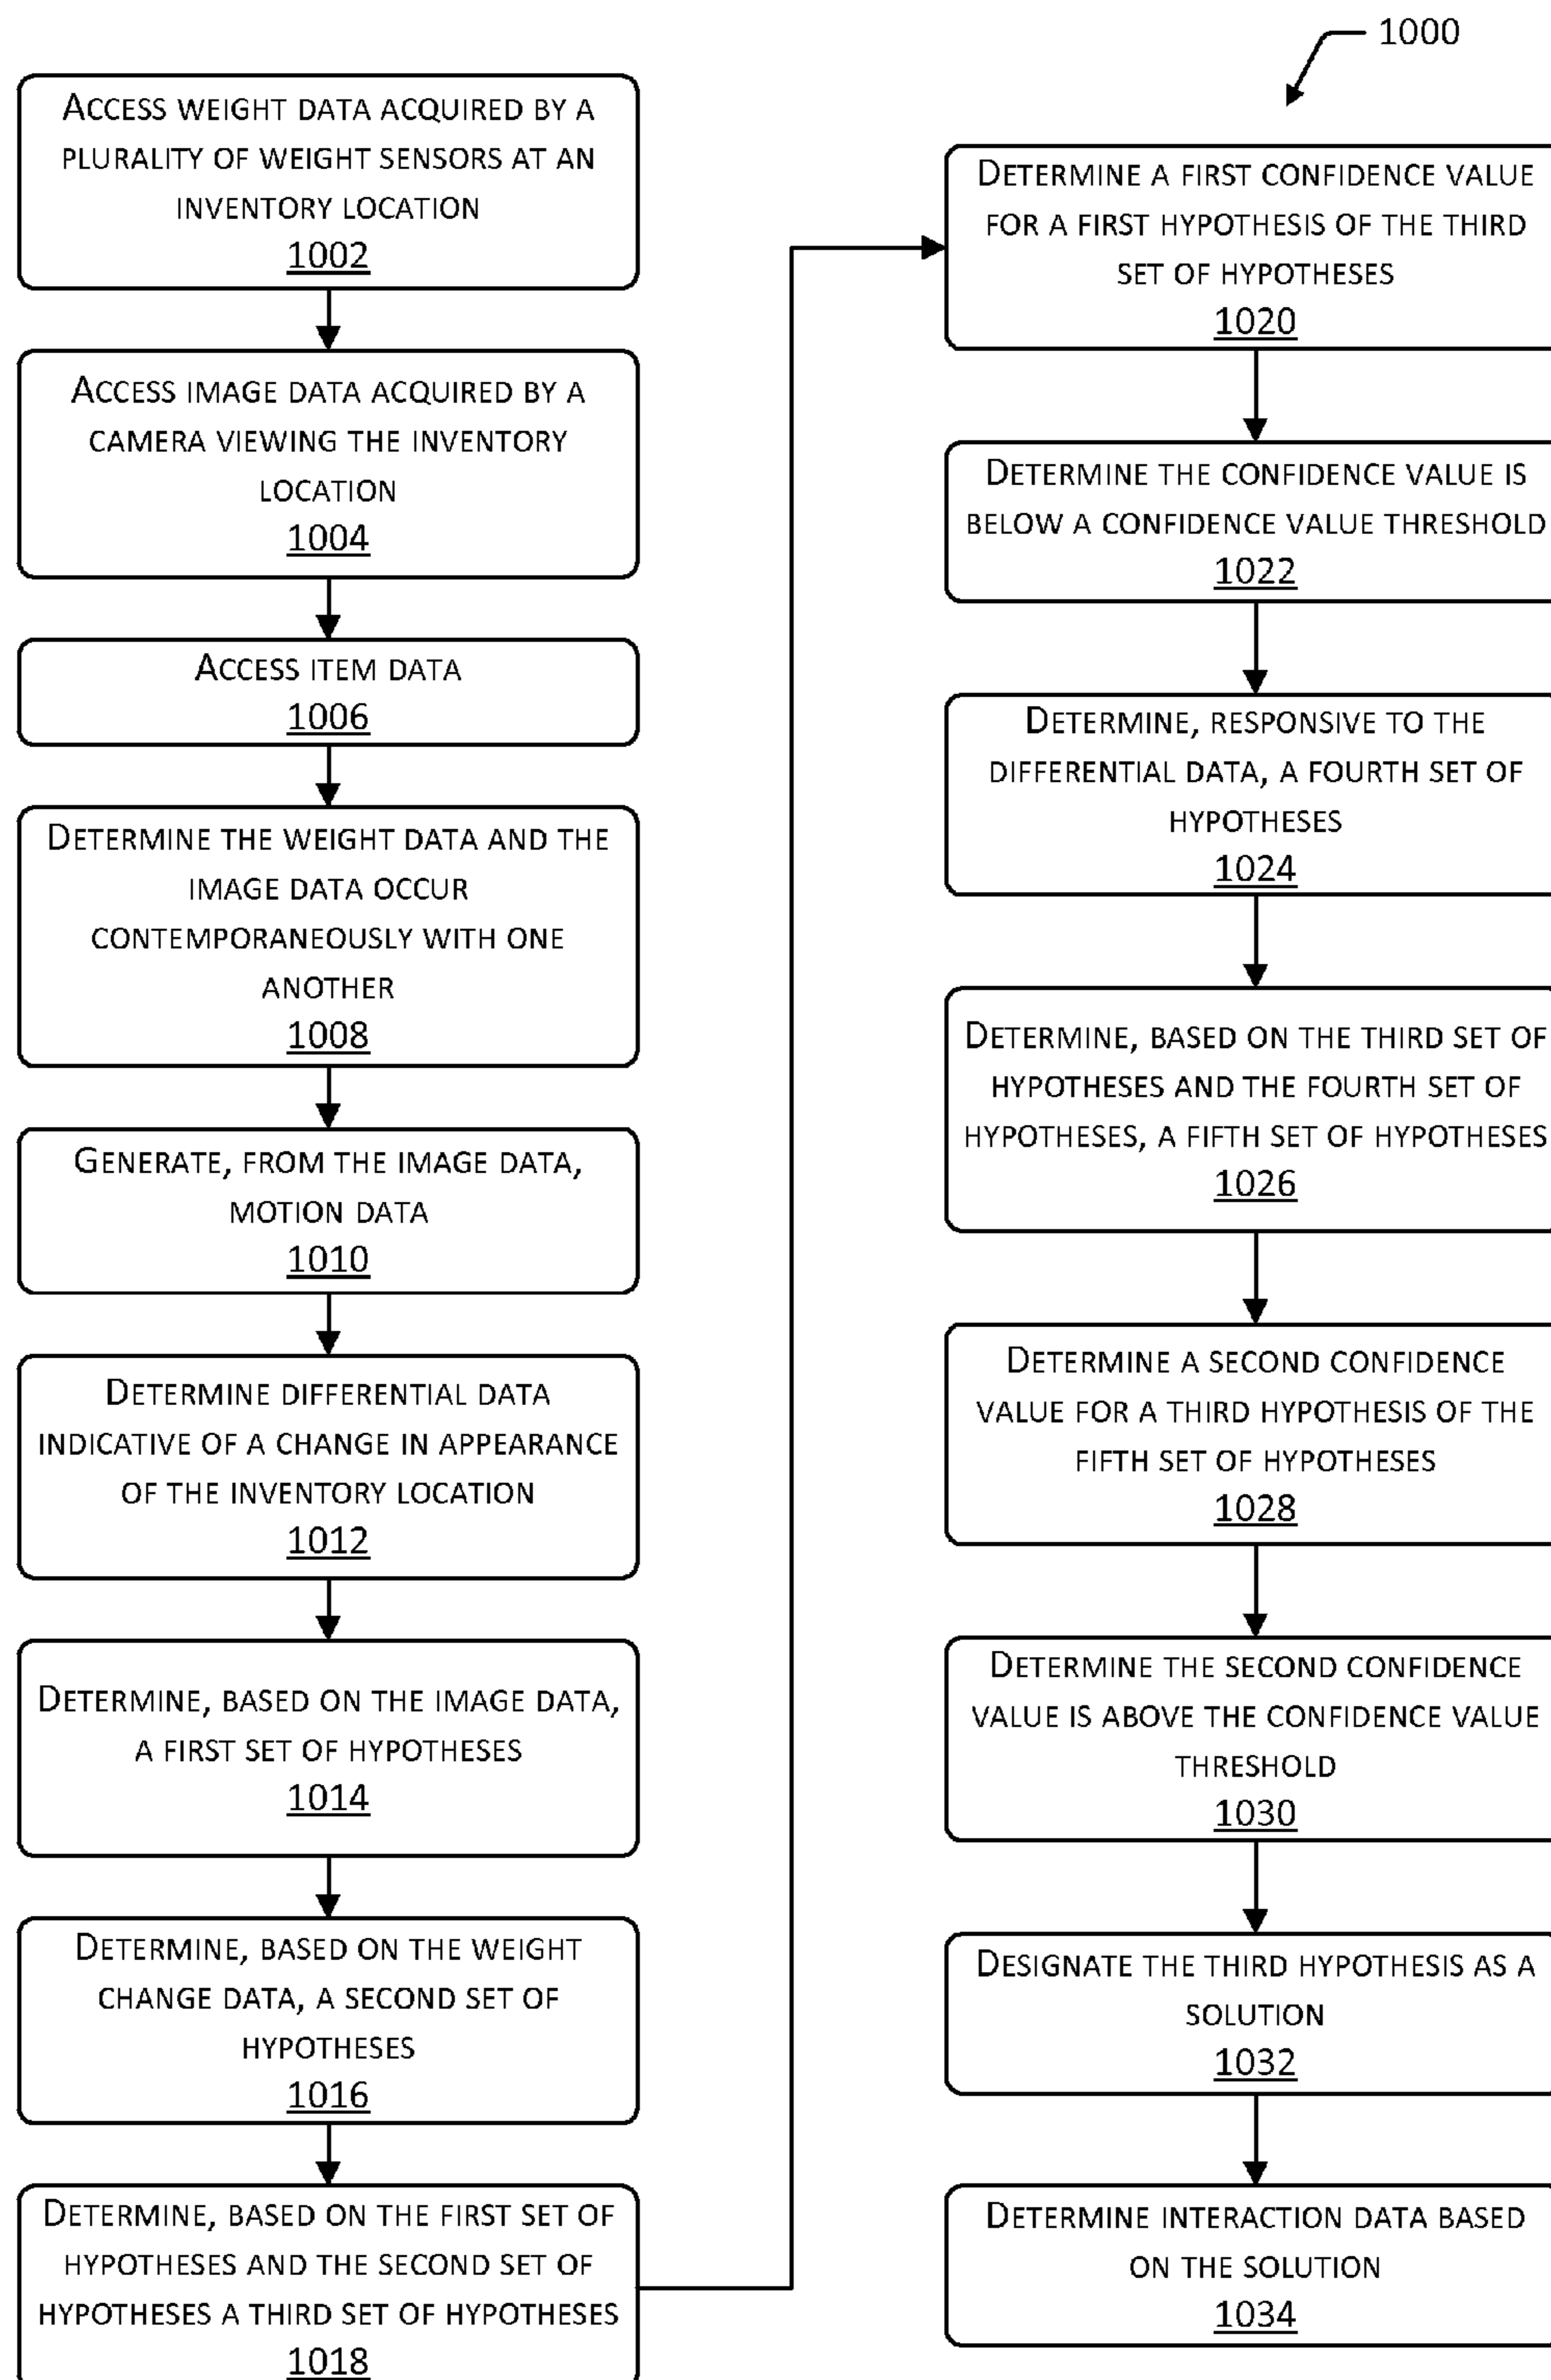 ACCESS WEIGHT DATA ACQUIRED BY A
PLURALITY OF WEIGHT SENSORS AT AN
INVENTORY LOCATION
1002
ACCESS IMAGE DATA ACQUIRED BY A
CAMERA VIEWING THE INVENTORY
LOCATION
1004
ACCESS ITEM DATA
1006
DETERMINE THE WEIGHT DATA AND THE
IMAGE DATA OCCUR
CONTEMPORANEOUSLY WITH ONE
ANOTHER
1008
GENERATE, FROM THE IMAGE DATA,
MOTION DATA
1010
DETERMINE DIFFERENTIAL DATA
INDICATIVE OF A CHANGE IN APPEARANCE
OF THE INVENTORY LOCATION
1012
DETERMINE, BASED ON THE IMAGE DATA,
A FIRST SET OF HYPOTHESES
1014
DETERMINE, BASED ON THE WEIGHT
CHANGE DATA, A SECOND SET OF
HYPOTHESES
1016
DETERMINE, BASED ON THE FIRST SET OF
HYPOTHESES AND THE SECOND SET OF
HYPOTHESES A THIRD SET OF HYPOTHESES
1018
1000
DETERMINE A FIRST CONFIDENCE VALUE
FOR A FIRST HYPOTHESIS OF THE THIRD
SET OF HYPOTHESES
1020
DETERMINE THE CONFIDENCE VALUE IS
BELOW A CONFIDENCE VALUE THRESHOLD
1022
DETERMINE, RESPONSIVE TO THE
DIFFERENTIAL DATA, A FOURTH SET OF
HYPOTHESES
1024
DETERMINE, BASED ON THE THIRD SET OF
HYPOTHESES AND THE FOURTH SET OF
HYPOTHESES, A FIFTH SET OF HYPOTHESES
1026
DETERMINE A SECOND CONFIDENCE
VALUE FOR A THIRD HYPOTHESIS OF THE
FIFTH SET OF HYPOTHESES
1028
DETERMINE THE SECOND CONFIDENCE
VALUE IS ABOVE THE CONFIDENCE VALUE
THRESHOLD
1030
DESIGNATE THE THIRD HYPOTHESIS AS A
SOLUTION
1032
DETERMINE INTERACTION DATA BASED
ON THE SOLUTION
1034